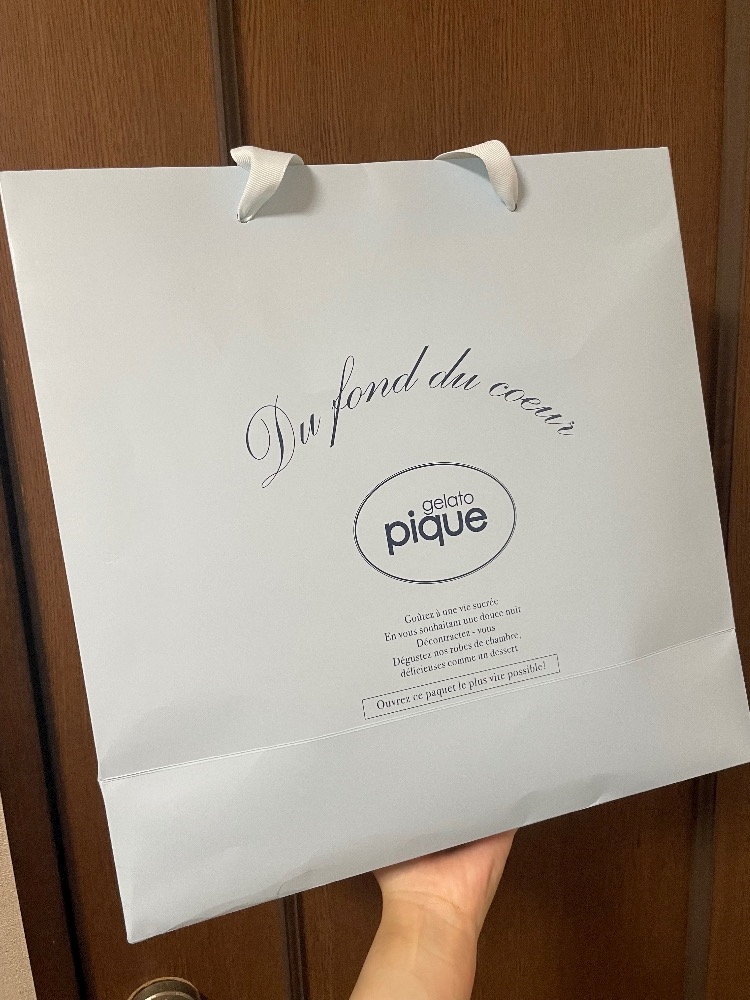 Du fond du coeur
gelato
pique
Goûtez à une vie sucrée
En vous souhaitant une douce nuit
Décontractez - vous
Dégustez nos robes de chambre,
délicieuses comme un dessert
Ouvrez ce paquet le plus vite possible!